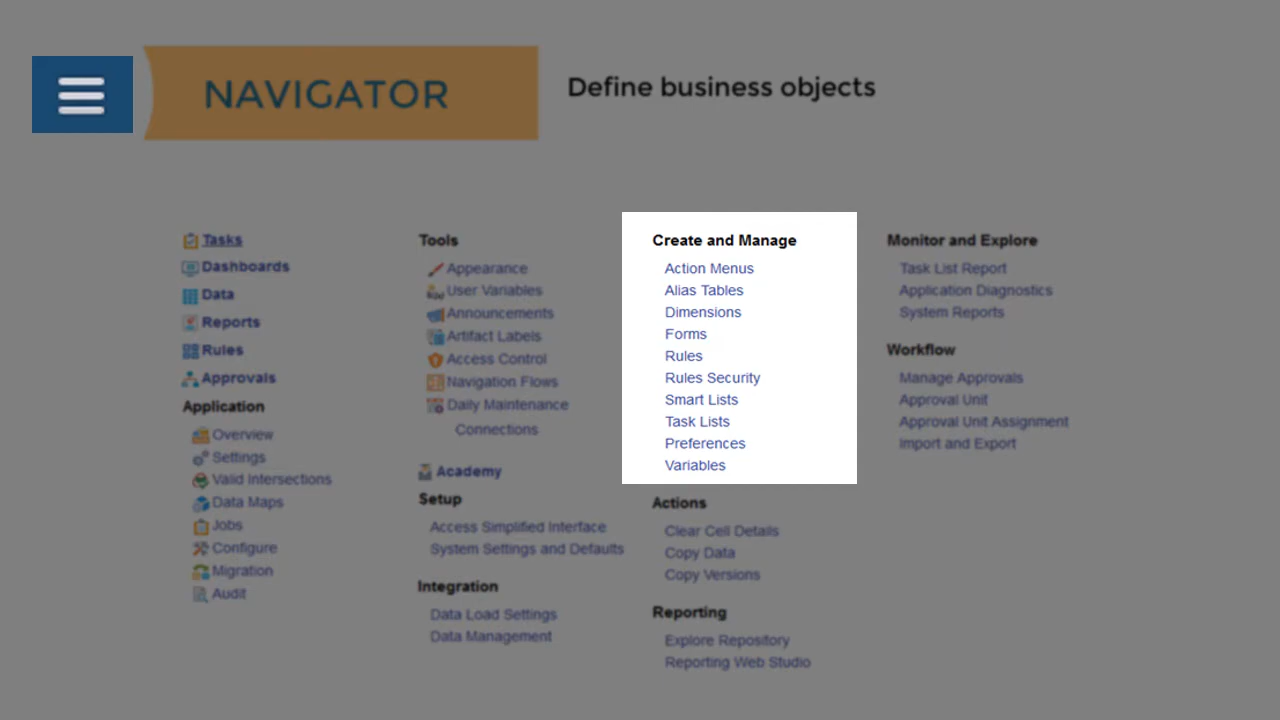 NAVIGATOR
Define business objects
Tasks
Dashboards
Data
Reports
Rules
Approvals
Application
Overview
Settings
Valid Intersections
Data Maps
Jobs
Configure
Migration
Audit
Tools
Appearance
User Variables
Announcements
Artifact Labels
Access Control
Navigation Flows
Daily Maintenance
Connections
Academy
Setup
Access Simplified Interface
System Settings and Defaults
Integration
Data Load Settings
Data Management
Create and Manage
Action Menus
Alias Tables
Dimensions
Forms
Rules
Rules Security
Smart Lists
Task Lists
Preferences
Variables
Actions
Clear Cell Details
Copy Data
Copy Versions
Reporting
Explore Repository
Reporting Web Studio
Monitor and Explore
Task List Report
Application Diagnostics
System Reports
Workflow
Manage Approvals
Approval Unit
Approval Unit Assignment
Import and Export